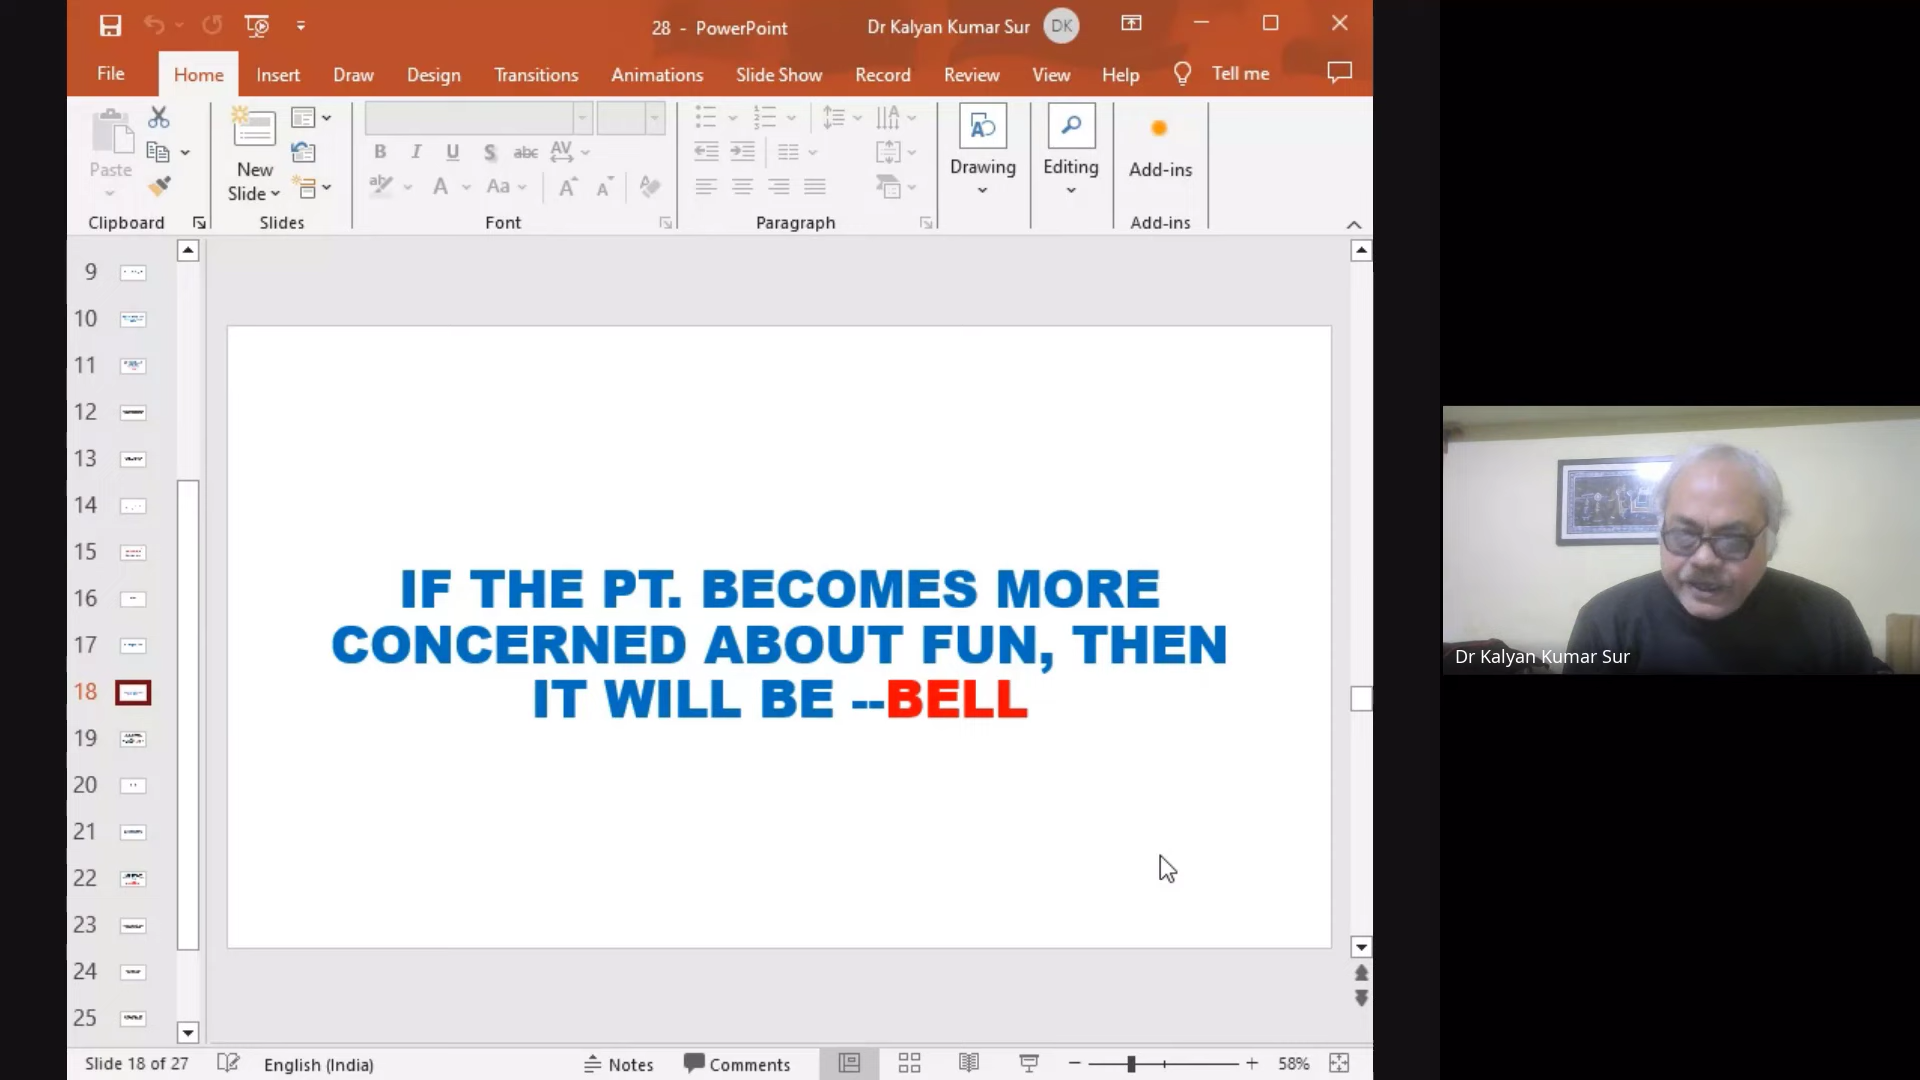 28 - PowerPoint
Dr Kalyan Kumar Sur
DK
File
Home
Insert
Draw
Design
Transitions
Animations
Slide Show
Record
Review
View
Help
Tell me
Paste
New
Slide
Drawing
Editing
Add-ins
Clipboard
Slides
Font
Paragraph
Add-ins
9
10
11
12
13
14
15
16
17
18
19
20
21
22
23
24
25
IF THE PT. BECOMES MORE
CONCERNED ABOUT FUN, THEN
IT WILL BE --BELL
Dr Kalyan Kumar Sur
Slide 18 of 27
English (India)
Notes
Comments
58%